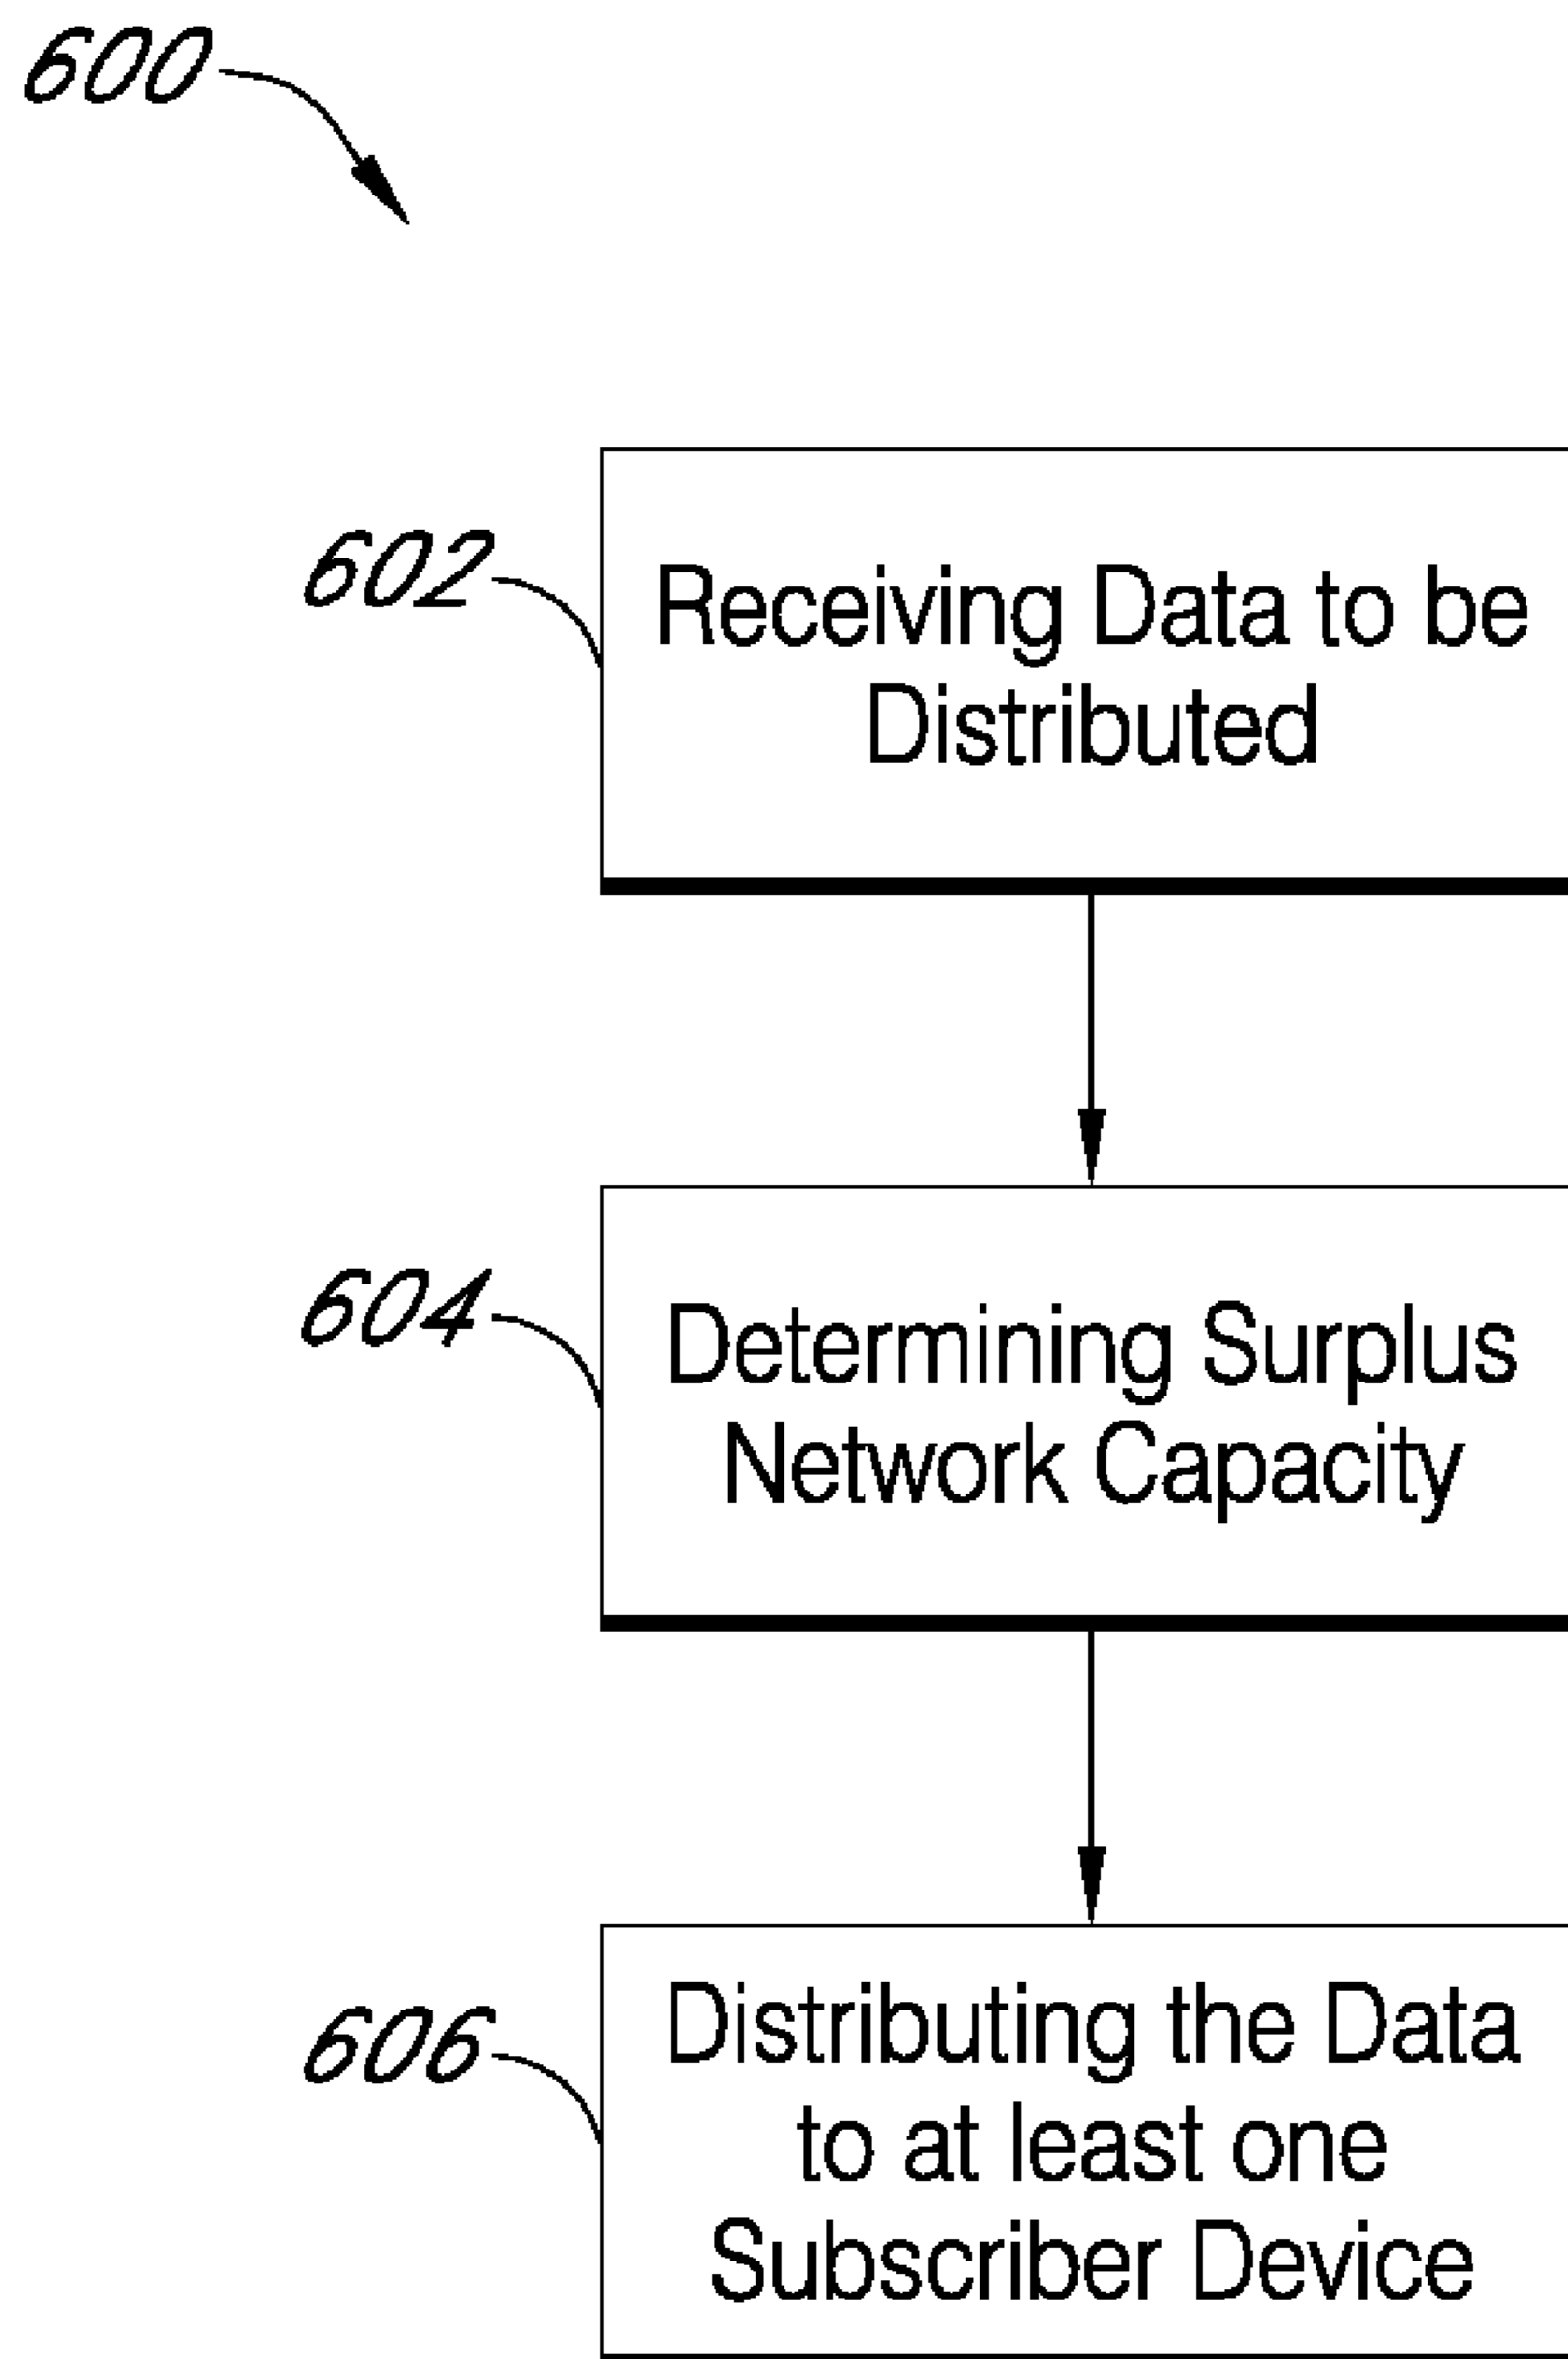 600
602
Receiving Data to be
Distributed
604
Determining Surplus
Network Capacity
606
Distributing the Data
to at least one
Subscriber Device